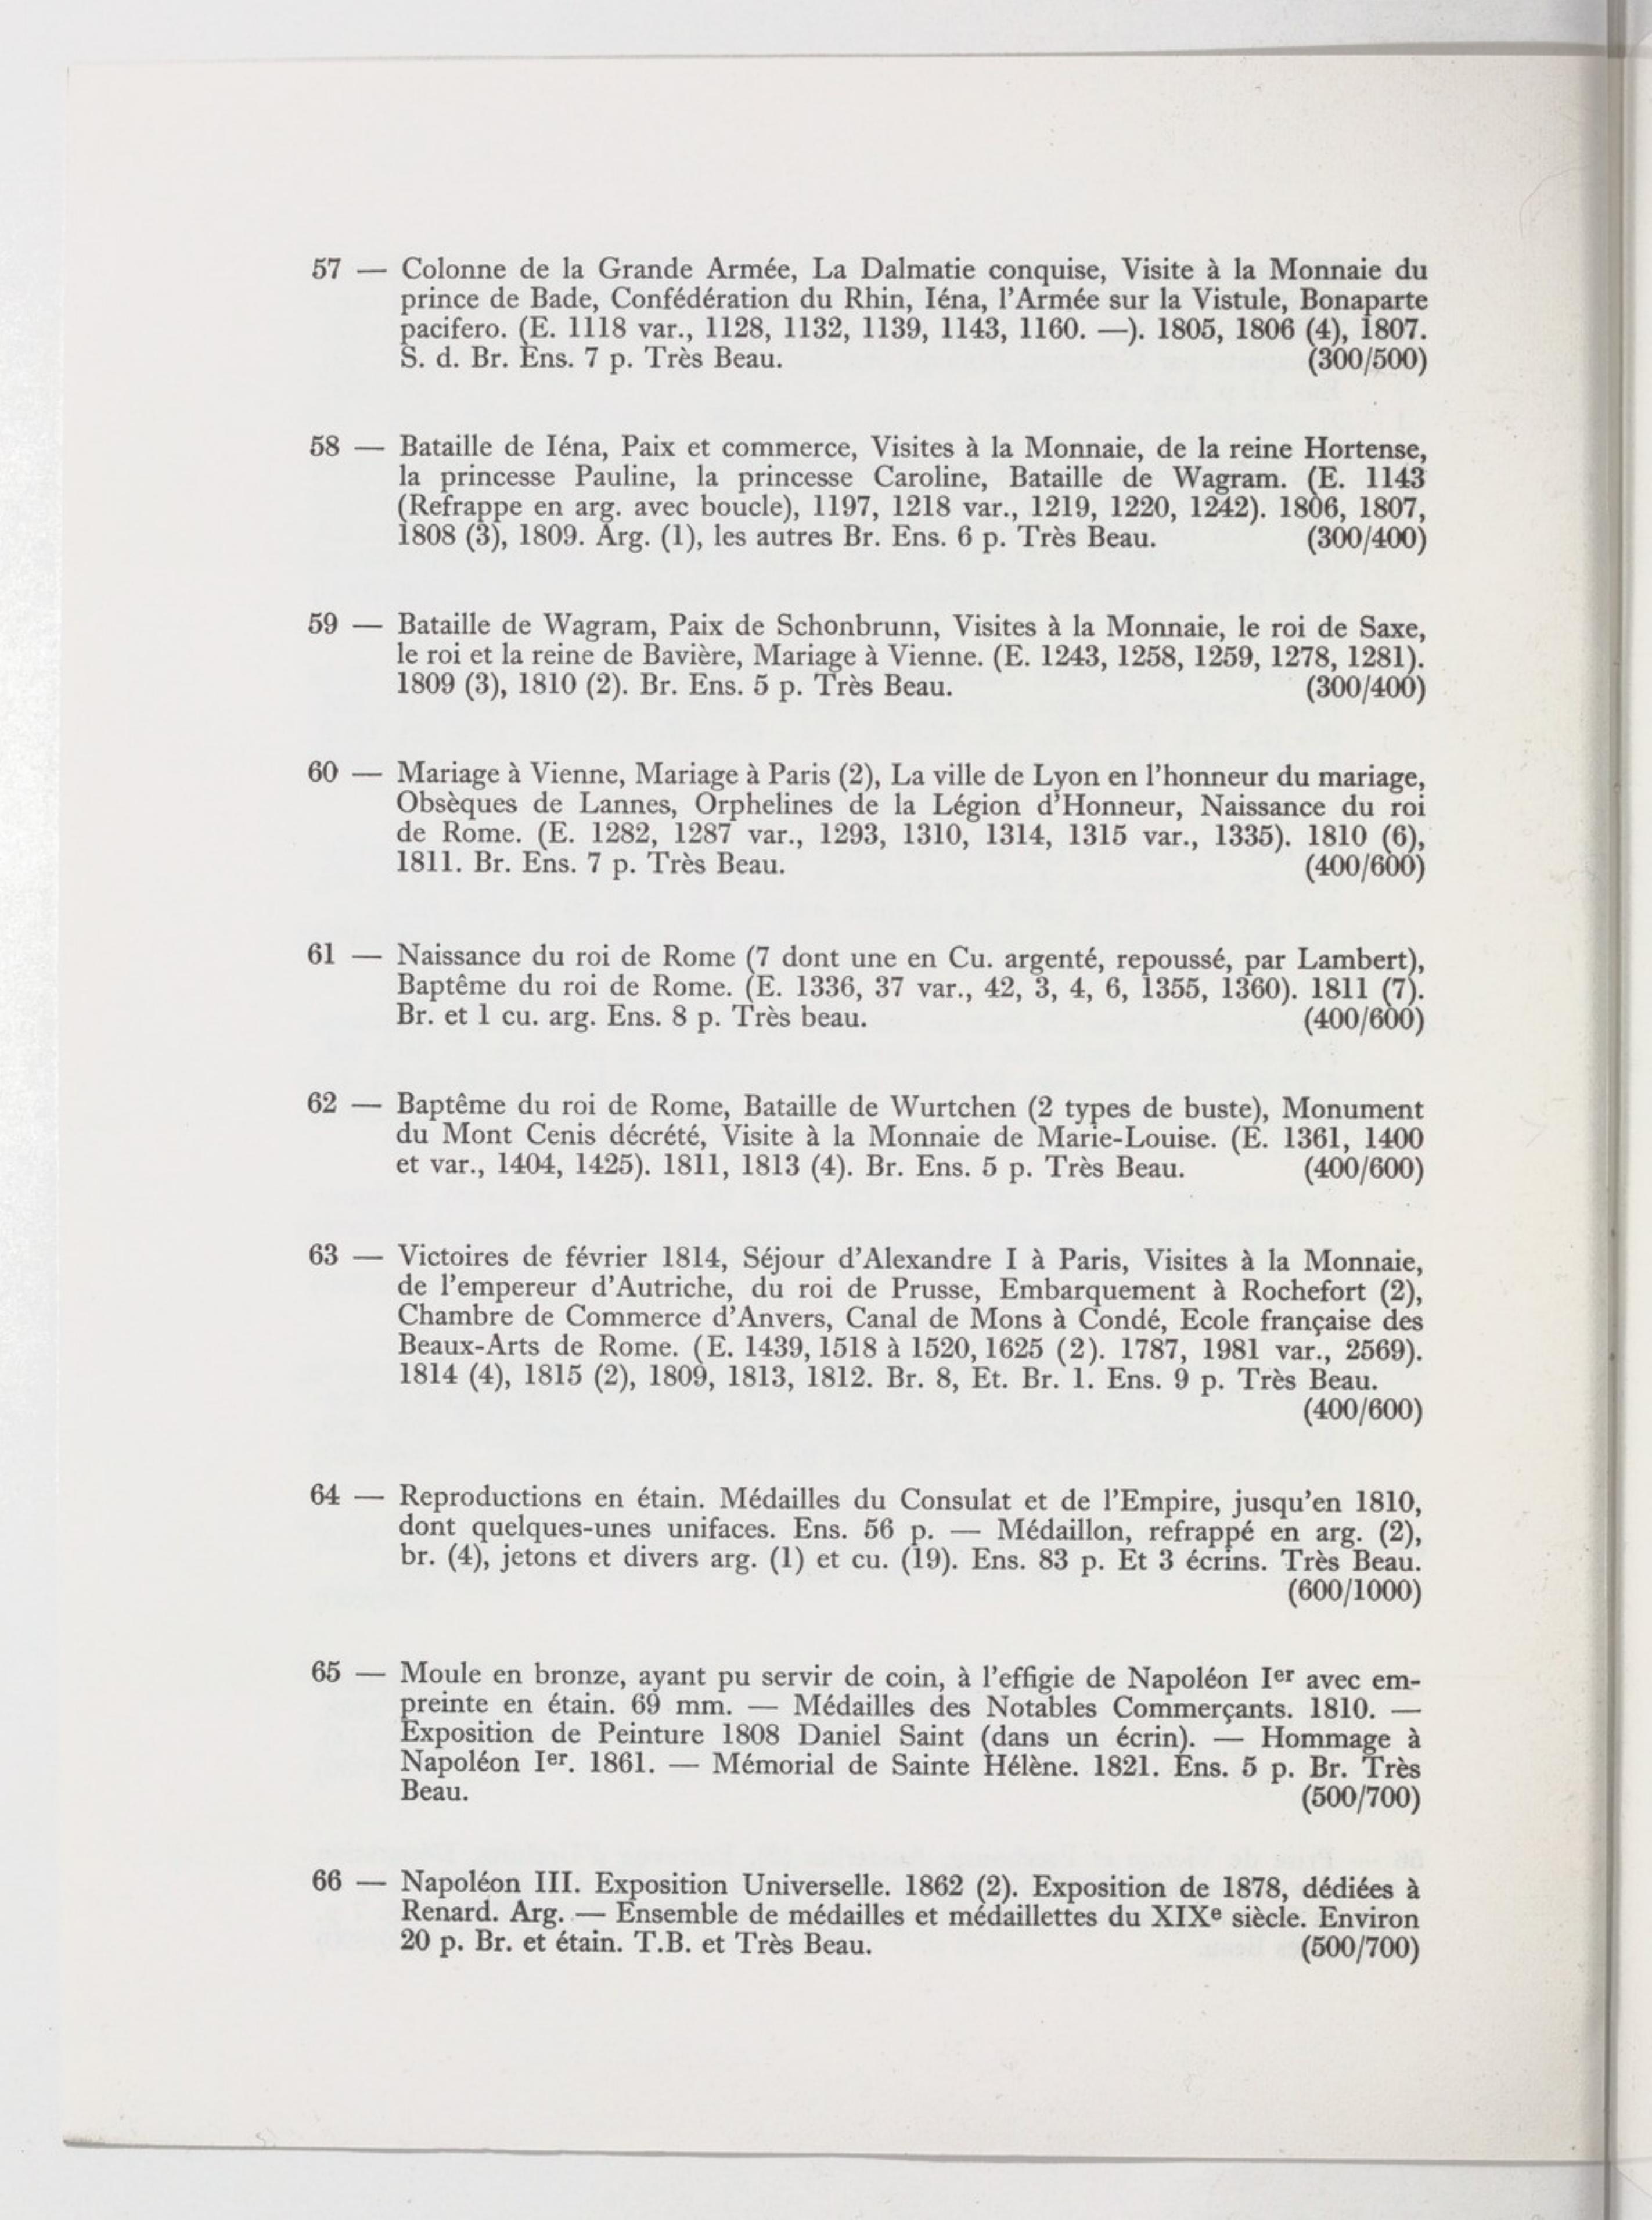 57 — Colonne de la Grande Armée, La Dalmatie conquise, Visite à la Monnaie du
prince de Bade, Confédération du Rhin, Iéna, l'Armée sur la Vistule, Bonaparte
pacifero. (E. 1118 var., 1128, 1132, 1139, 1143, 1160. —). 1805, 1806 (4), 1807.
S. d. Br. Ens. 7 p. Très Beau. (300/500)
58 — Bataille de Iéna, Paix et commerce, Visites à la Monnaie, de la reine Hortense,
la princesse Pauline, la princesse Caroline, Bataille de Wagram. (E. 1143
(Refrappe en arg. avec boucle), 1197, 1218 var., 1219, 1220, 1242). 1806, 1807,
1808 (3), 1809. Arg. (1), les autres Br. Ens. 6 p. Très Beau. (300/400)
59 — Bataille de Wagram, Paix de Schonbrunn, Visites à la Monnaie, le roi de Saxe,
le roi et la reine de Bavière, Mariage à Vienne. (E. 1243, 1258, 1259, 1278, 1281).
1809 (3), 1810 (2). Br. Ens. 5 p. Très Beau. (300/400)
60 — Mariage à Vienne, Mariage à Paris (2), La ville de Lyon en l'honneur du mariage,
Obsèques de Lannes, Orphelines de la Légion d'Honneur, Naissance du roi
de Rome. (E. 1282, 1287 var., 1293, 1310, 1314, 1315 var., 1335). 1810 (6),
1811. Br. Ens. 7 p. Très Beau. (400/600)
61 — Naissance du roi de Rome (7 dont une en Cu. argenté, repoussé, par Lambert),
Baptême du roi de Rome. (E. 1336, 37 var., 42, 3, 4, 6, 1355, 1360). 1811 (7).
Br. et 1 cu. arg. Ens. 8 p. Très beau. (400/600)
62 — Baptême du roi de Rome, Bataille de Wurtchen (2 types de buste), Monument
du Mont Cenis décrété, Visite à la Monnaie de Marie-Louise. (E. 1361, 1400
et var., 1404, 1425). 1811, 1813 (4). Br. Ens. 5 p. Très Beau. (400/600)
63 — Victoires de février 1814, Séjour d'Alexandre I à Paris, Visites à la Monnaie,
de l'empereur d'Autriche, du roi de Prusse, Embarquement à Rochefort (2),
Chambre de Commerce d'Anvers, Canal de Mons à Condé, Ecole française des
Beaux-Arts de Rome. (E. 1439, 1518 à 1520, 1625 (2). 1787, 1981 var., 2569).
1814 (4), 1815 (2), 1809, 1813, 1812. Br. 8, Et. Br. 1. Ens. 9 p. Très Beau.
(400/600)
64 — Reproductions en étain. Médailles du Consulat et de l'Empire, jusqu'en 1810,
dont quelques-unes unifaces. Ens. 56 p. — Médaillon, refrappé en arg. (2),
br. (4), jetons et divers arg. (1) et cu. (19). Ens. 83 p. Et 3 écrins. Très Beau.
(600/1000)
65 — Moule en bronze, ayant pu servir de coin, à l'effigie de Napoléon Ier avec em-
preinte en étain. 69 mm. — Médailles des Notables Commerçants. 1810. —
Exposition de Peinture 1808 Daniel Saint (dans un écrin). — Hommage à
Napoléon Ier. 1861. — Mémorial de Sainte Hélène. 1821. Ens. 5 p. Br. Très
Beau. (500/700)
66 — Napoléon III. Exposition Universelle. 1862 (2). Exposition de 1878, dédiées à
Renard. Arg. — Ensemble de médailles et médaillettes du XIXe siècle. Environ
20 p. Br. et étain. T.B. et Très Beau. (500/700)